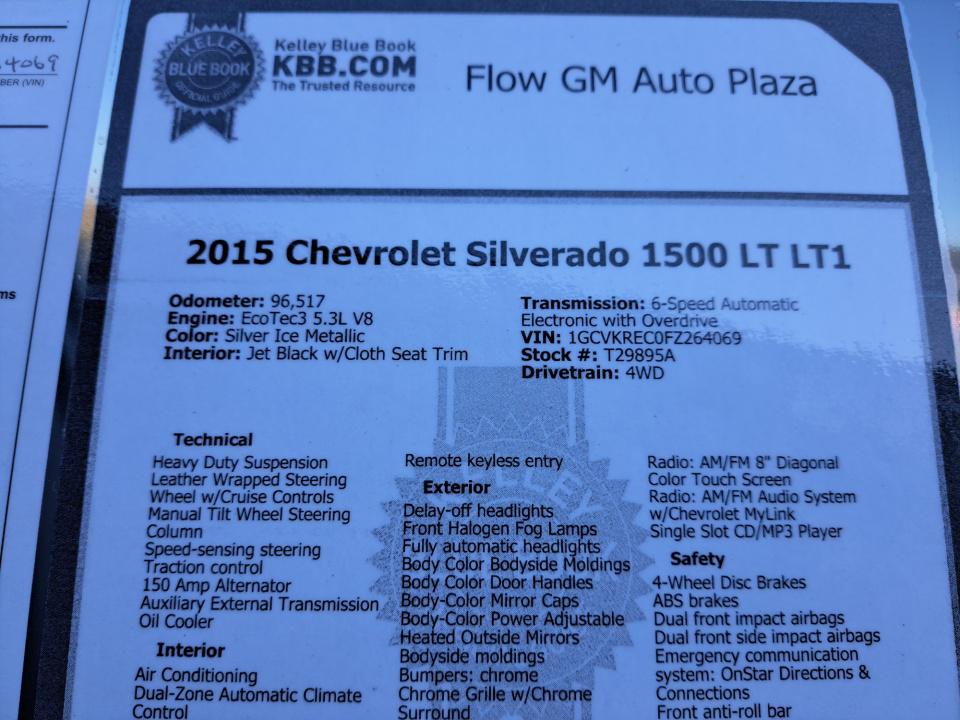 his form.
4069
BER (VIN)
ms
KELLEY
BLUE BOOK
OFFICIAL GUIDE
Kelley Blue Book
KBB.COM
The Trusted Resource
Flow GM Auto Plaza
2015 Chevrolet Silverado 1500 LT LT1
Odometer: 96,517
Engine: EcoTec3 5.3L V8
Color: Silver Ice Metallic
Interior: Jet Black w/Cloth Seat Trim
Transmission: 6-Speed Automatic
Electronic with Overdrive
VIN: 1GCVKREC0FZ264069
Stock #: T29895A
Drivetrain: 4WD
Technical
Heavy Duty Suspension
Leather Wrapped Steering
Wheel w/Cruise Controls
Manual Tilt Wheel Steering
Column
Speed-sensing steering
Traction control
150 Amp Alternator
Auxiliary External Transmission
Oil Cooler
Interior
Air Conditioning
Dual-Zone Automatic Climate
Control
Remote keyless entry
Exterior
Delay-off headlights
Front Halogen Fog Lamps
Fully automatic headlights
Body Color Bodyside Moldings
Body Color Door Handles
Body-Color Mirror Caps
Body-Color Power Adjustable
Heated Outside Mirrors
Bodyside moldings
Bumpers: chrome
Chrome Grille w/Chrome
Surround
Radio: AM/FM 8" Diagonal
Color Touch Screen
Radio: AM/FM Audio System
w/Chevrolet MyLink
Single Slot CD/MP3 Player
Safety
4-Wheel Disc Brakes
ABS brakes
Dual front impact airbags
Dual front side impact airbags
Emergency communication
system: OnStar Directions &
Connections
Front anti-roll bar
KELLEY